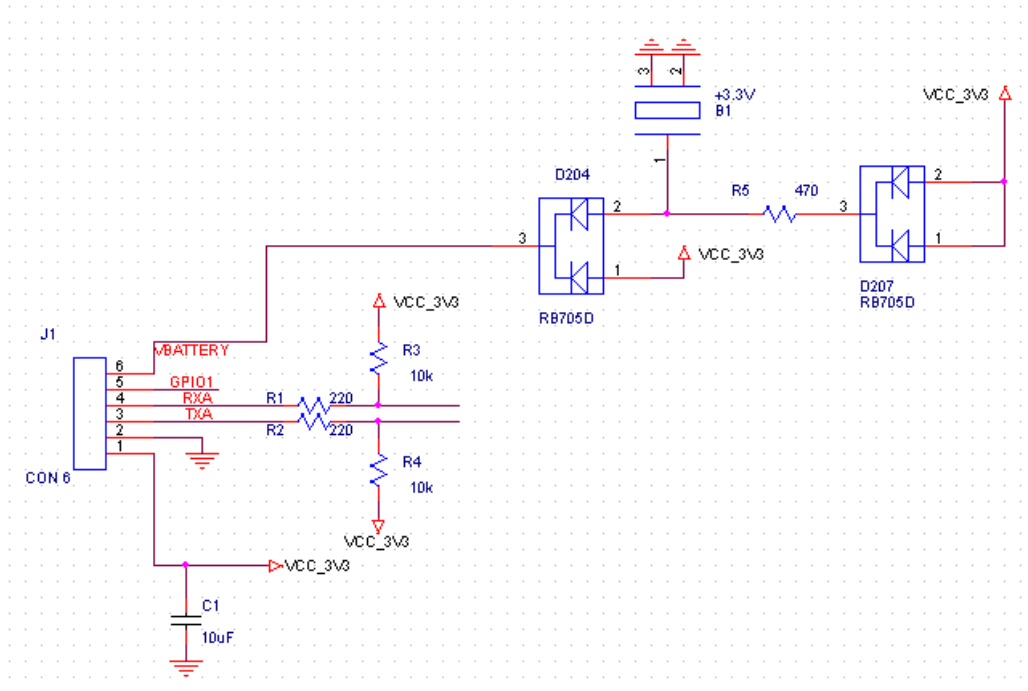 3
2
+3.3V
B1
1
VCC_3V3
D204
R5
470
2
3
2
3
1
VCC_3V3
1
D207
RB705D
RB705D
VCC_3V3
J1
R3
10k
VBATTERY
6
5
GPIO1
4
RXA
R1
220
3
TXA
R2
220
2
1
CON 6
R4
10k
VCC_3V3
VCC_3V3
C1
10uF